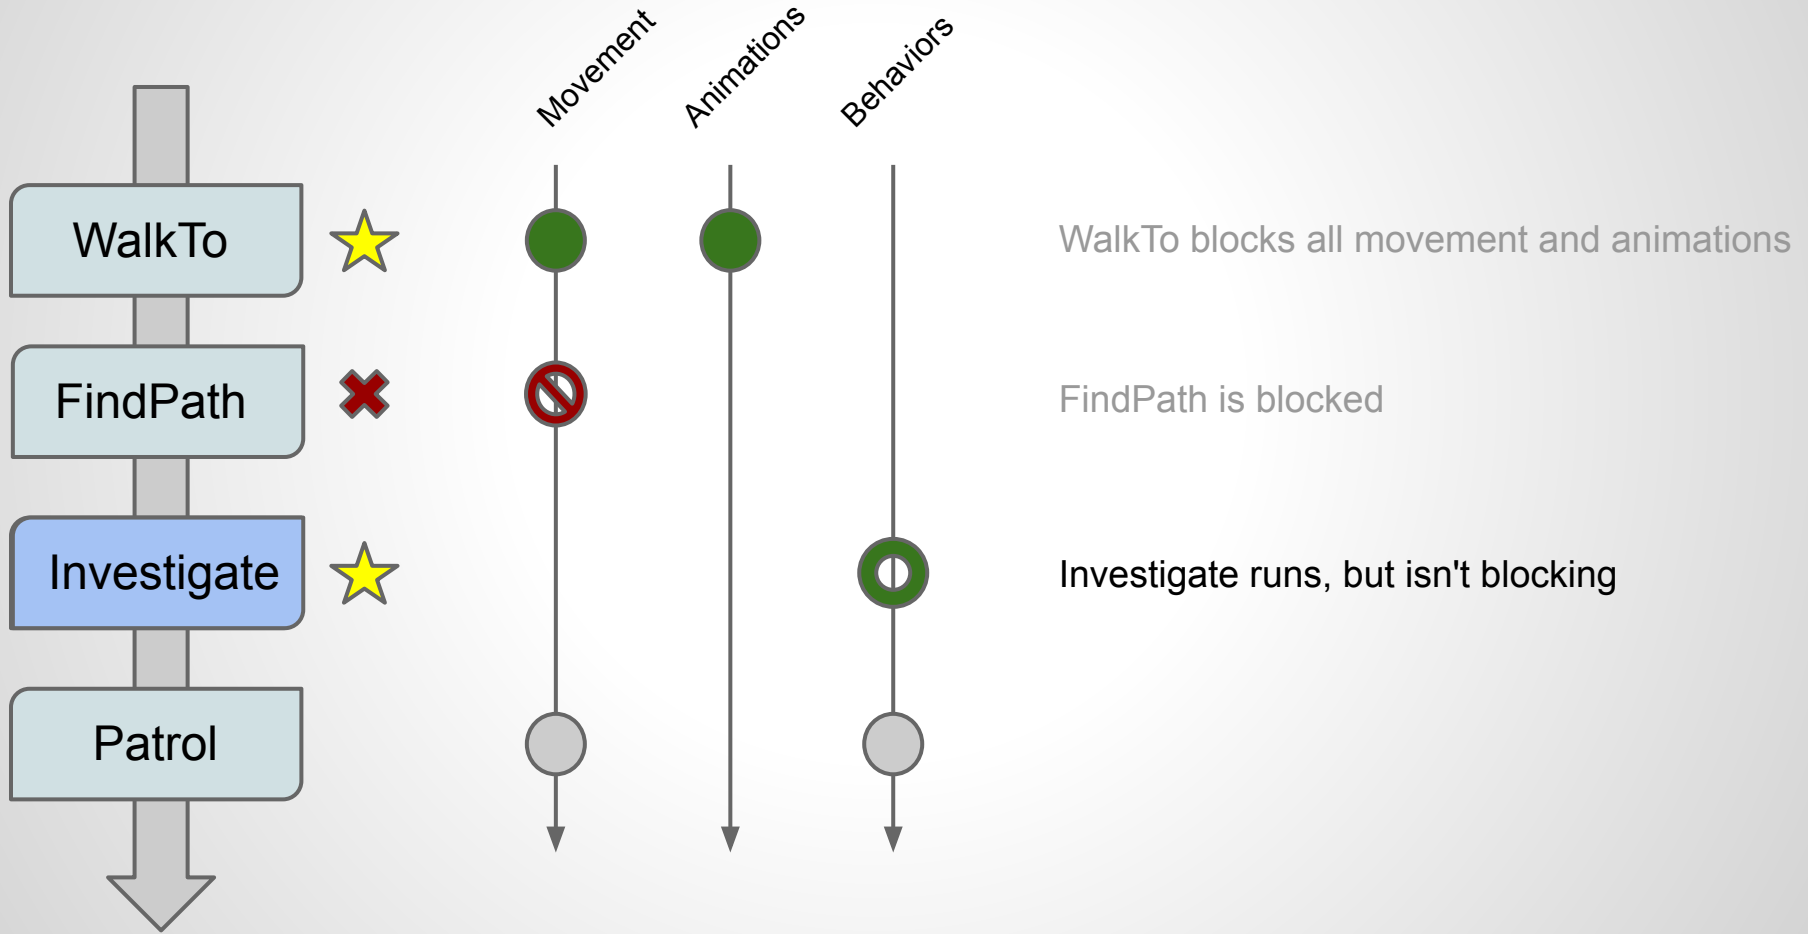 Movement
Animations
Behaviors
WalkTo
WalkTo blocks all movement and animations
FindPath
FindPath is blocked
Investigate
Investigate runs, but isn't blocking
Patrol